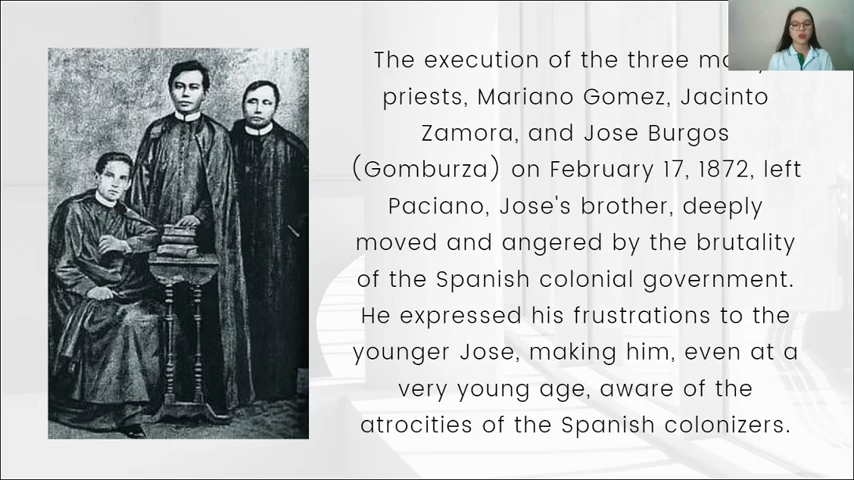 The execution of the three
priests, Mariano Gomez, Jacinto
Zamora, and Jose Burgos
(Gomburza) on February 17, 1872, left
Paciano, Jose's brother, deeply
moved and angered by the brutality
of the Spanish colonial government.
He expressed his frustrations to the
younger Jose, making him, even at a
very young age, aware of the
atrocities of the Spanish colonizers.